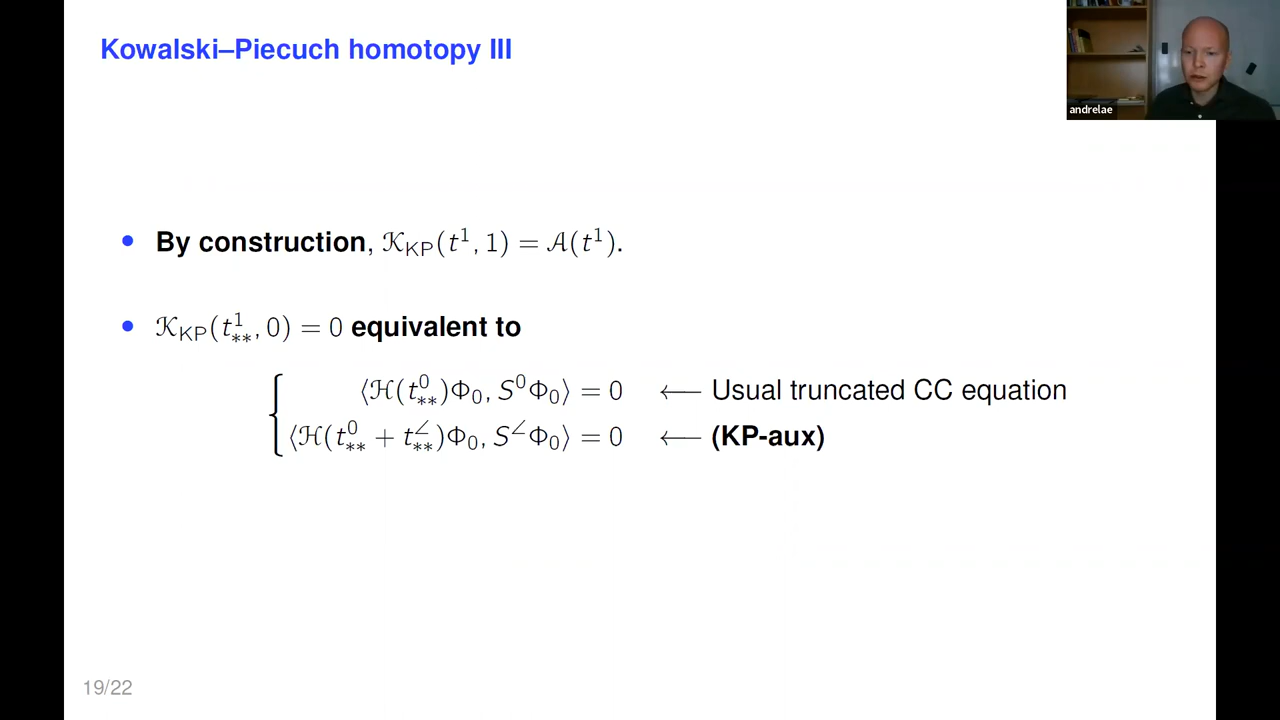 Kowalski–Piecuch homotopy III
andrelae
• By construction, 𝒦_KP(t¹, 1) = 𝒜(t¹).
• 𝒦_KP(t¹_**, 0) = 0 equivalent to
⟨ℋ(t⁰_**)Φ₀, S⁰Φ₀⟩ = 0 ⟵ Usual truncated CC equation
⟨ℋ(t⁰_** + t^∠_**)Φ₀, S^∠Φ₀⟩ = 0 ⟵ (KP-aux)
19/22